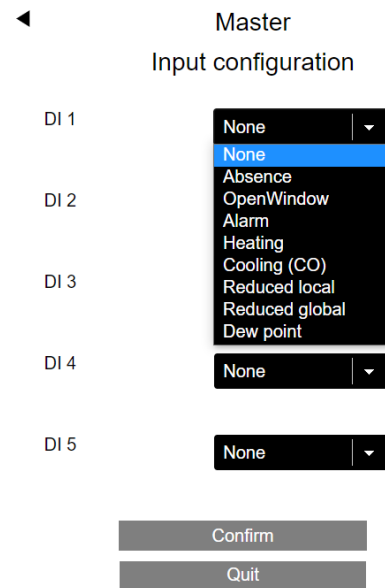 Master
Input configuration
DI 1
None
None
Absence
DI 2
OpenWindow
Alarm
Heating
Cooling (CO)
DI 3
Reduced local
Reduced global
Dew point
DI 4
None
DI 5
None
Confirm
Quit